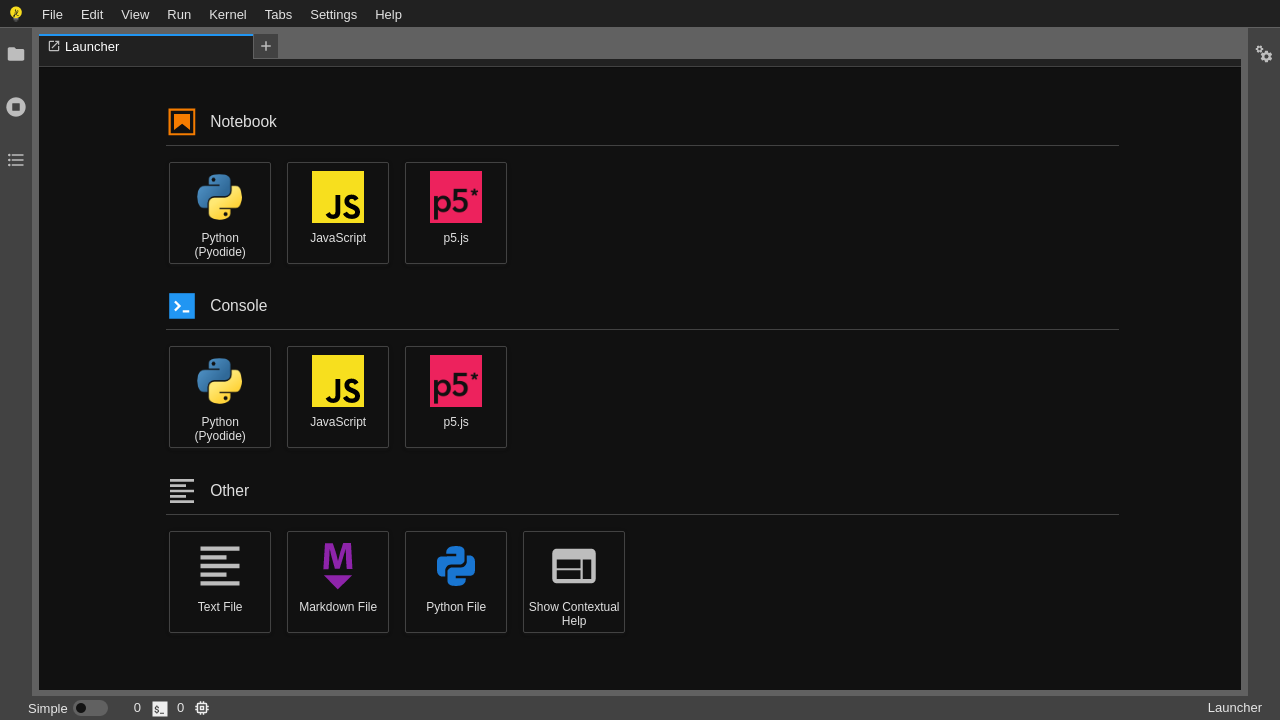 File Edit View Run Kernel Tabs Settings Help
Launcher
Notebook
Python
(Pyodide)
JS
JavaScript
p5*
p5.js
Console
Python
(Pyodide)
JS
JavaScript
p5*
p5.js
Other
Text File
M
Markdown File
Python File
Show Contextual
Help
Simple 0 $_ 0 Launcher